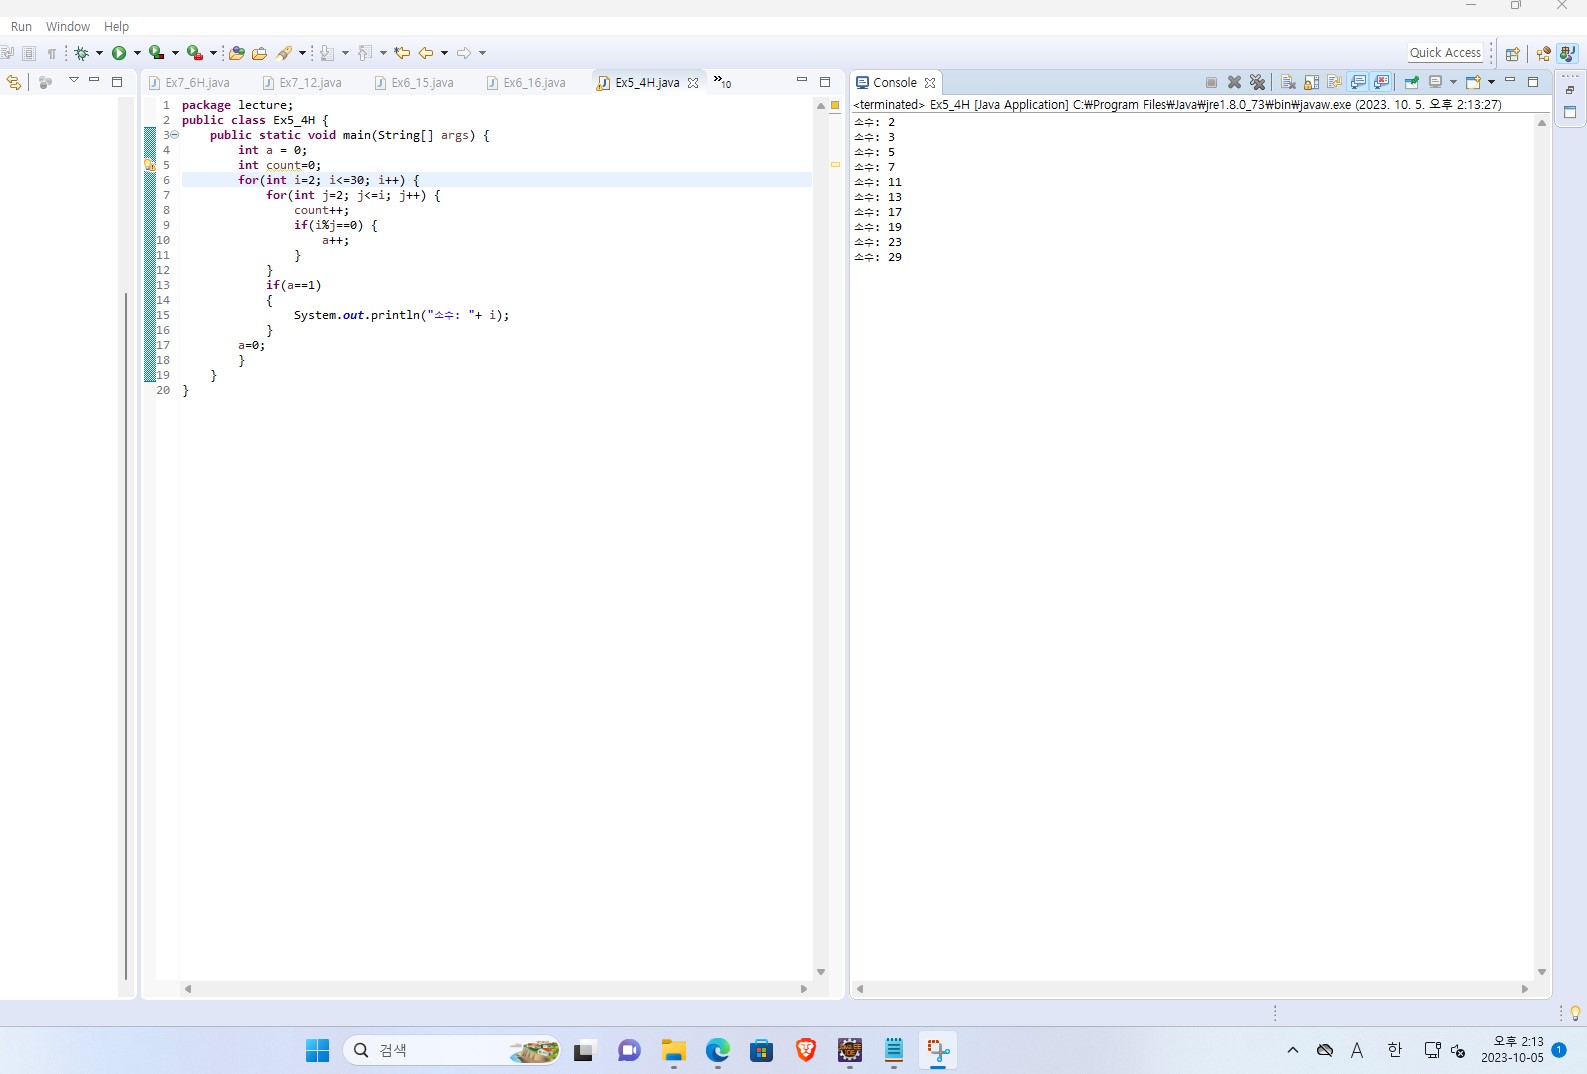 Run Window Help
Quick Access
Ex7_6H.java Ex7_12.java Ex6_15.java Ex6_16.java Ex5_4H.java »10
Console
<terminated> Ex5_4H [Java Application] C:₩Program Files₩Java₩jre1.8.0_73₩bin₩javaw.exe (2023. 10. 5. 오후 2:13:27)
1 package lecture;
2 public class Ex5_4H {
3 public static void main(String[] args) {
4 int a = 0;
5 int count=0;
6 for(int i=2; i<=30; i++) {
7 for(int j=2; j<=i; j++) {
8 count++;
9 if(i%j==0) {
10 a++;
11 }
12 }
13 if(a==1)
14 {
15 System.out.println("소수: "+ i);
16 }
17 a=0;
18 }
19 }
20 }
소수: 2
소수: 3
소수: 5
소수: 7
소수: 11
소수: 13
소수: 17
소수: 19
소수: 23
소수: 29
검색
A 한
오후 2:13
2023-10-05
1